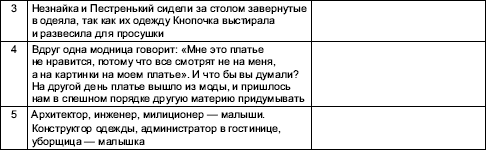 3 Незнайка и Пестренький сидели за столом завернутые
в одеяла, так как их одежду Кнопочка выстирала
и развесила для просушки
4 Вдруг одна модница говорит: «Мне это платье
не нравится, потому что все смотрят не на меня,
а на картинки на моем платье». И что бы вы думали?
На другой день платье вышло из моды, и пришлось
нам в спешном порядке другую материю придумывать
5 Архитектор, инженер, милиционер — малыши.
Конструктор одежды, администратор в гостинице,
уборщица — малышка